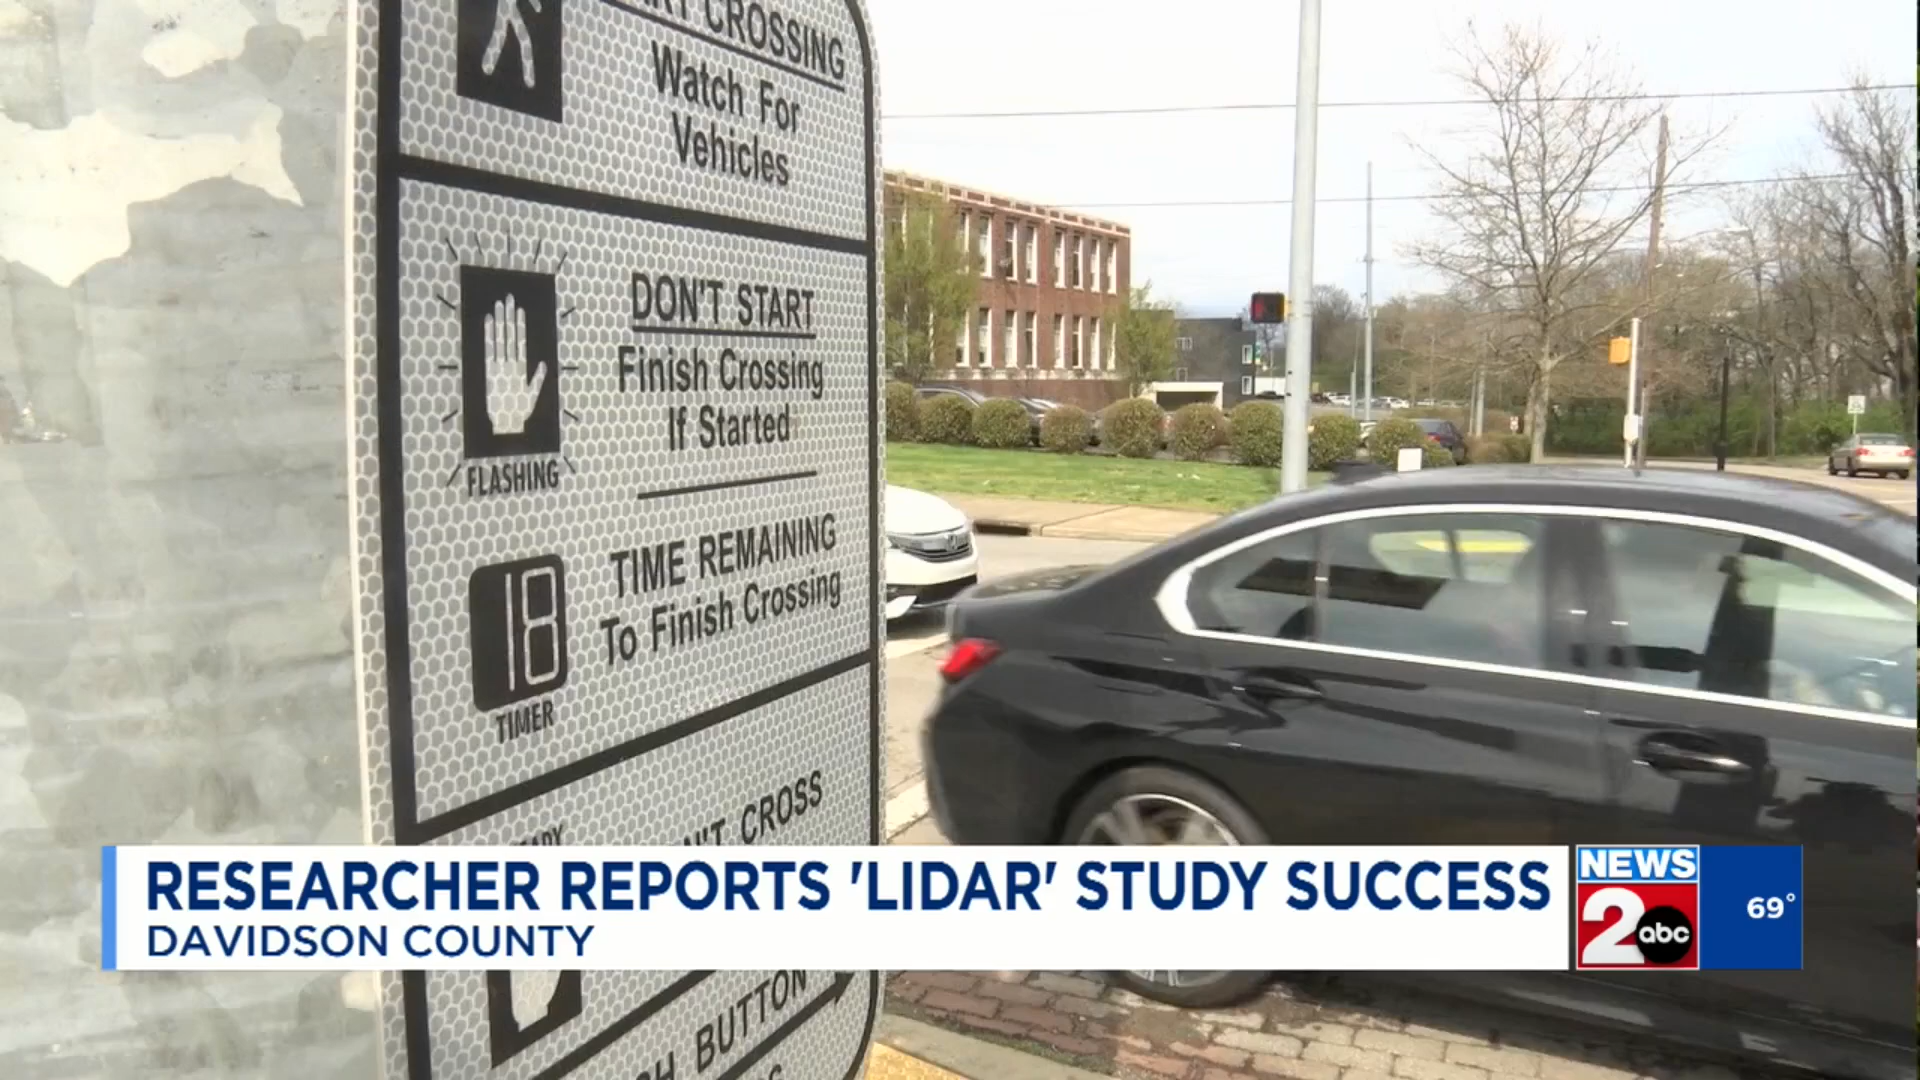 CROSSING
Watch For
Vehicles
DON'T START
Finish Crossing
If Started
FLASHING
TIME REMAINING
To Finish Crossing
18
TIMER
CROSS
RESEARCHER REPORTS 'LIDAR' STUDY SUCCESS
DAVIDSON COUNTY
NEWS
2
abc
69°
BUTTON